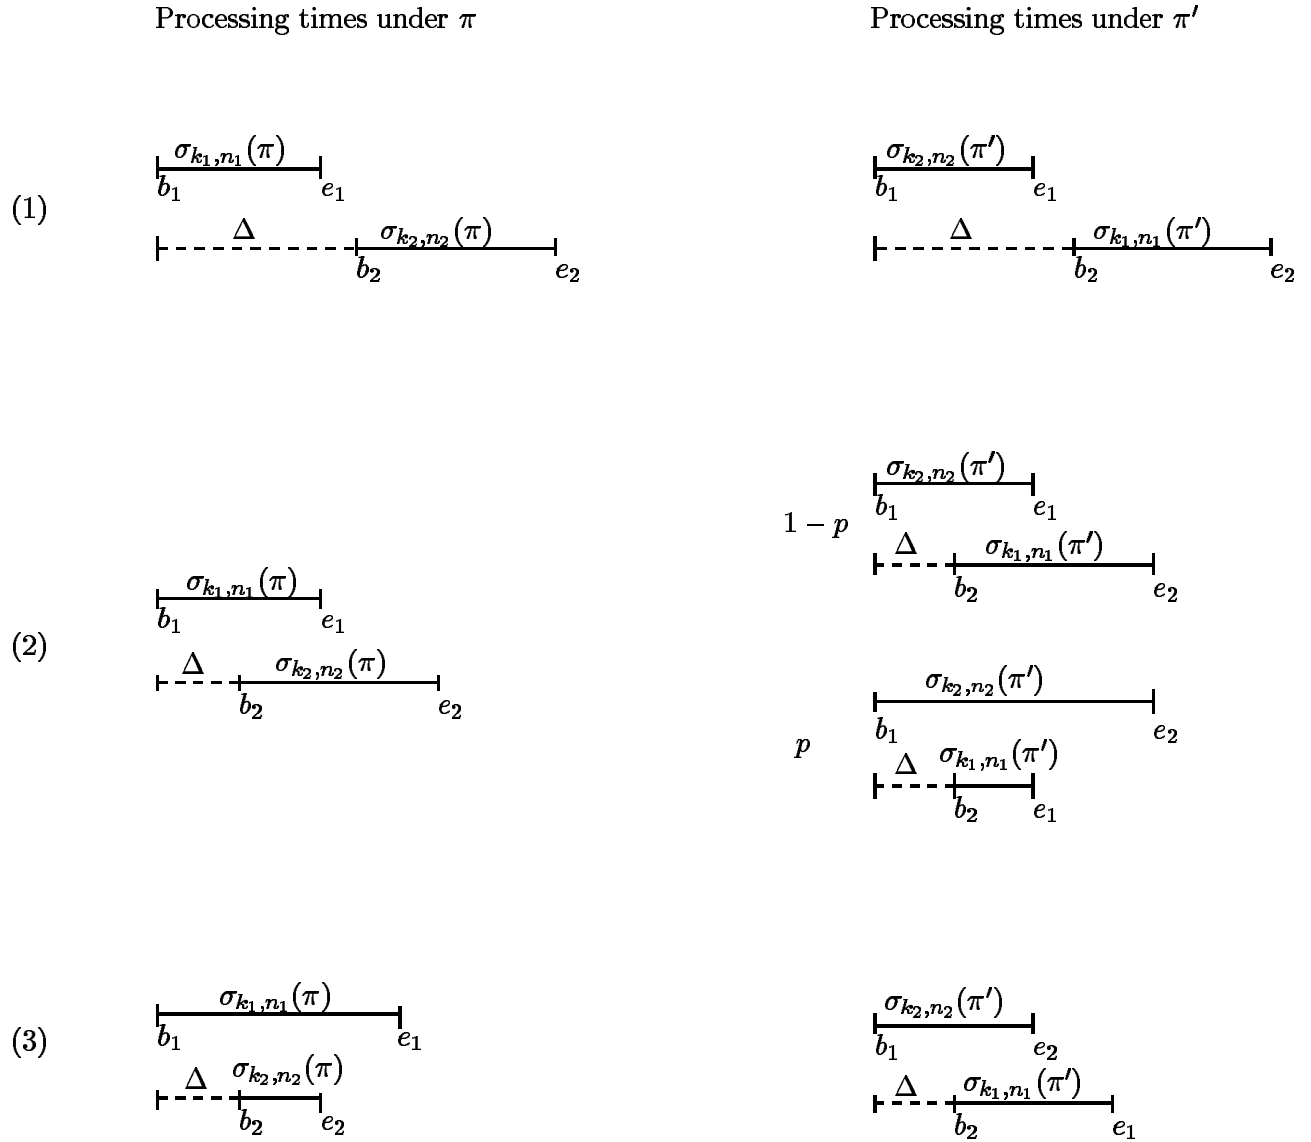 Processing times under π
Processing times under π′
(1)
σ_{k_1,n_1}(π)
b_1 e_1
Δ σ_{k_2,n_2}(π)
b_2 e_2
σ_{k_2,n_2}(π′)
b_1 e_1
Δ σ_{k_1,n_1}(π′)
b_2 e_2
(2)
σ_{k_1,n_1}(π)
b_1 e_1
Δ σ_{k_2,n_2}(π)
b_2 e_2
1 − p
σ_{k_2,n_2}(π′)
b_1 e_1
Δ σ_{k_1,n_1}(π′)
b_2 e_2
p
σ_{k_2,n_2}(π′)
b_1 e_2
Δ σ_{k_1,n_1}(π′)
b_2 e_1
(3)
σ_{k_1,n_1}(π)
b_1 e_1
Δ σ_{k_2,n_2}(π)
b_2 e_2
σ_{k_2,n_2}(π′)
b_1 e_2
Δ σ_{k_1,n_1}(π′)
b_2 e_1